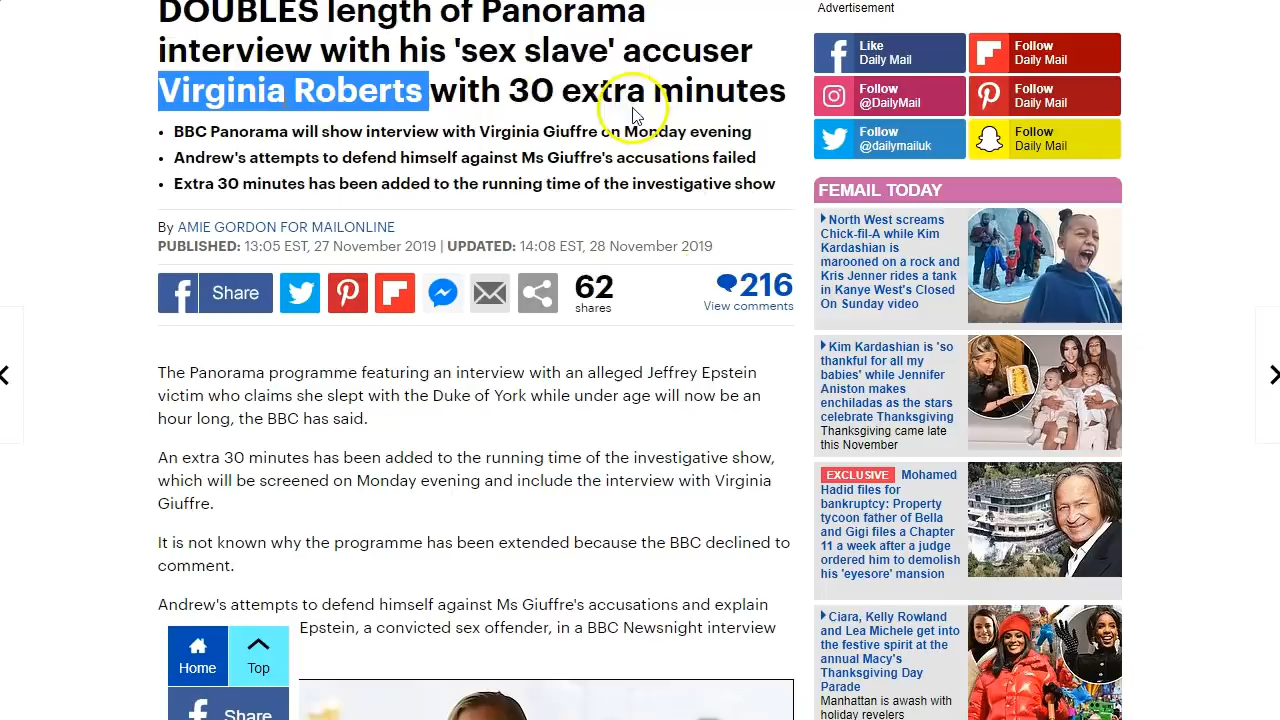 DOUBLES length of Panorama
interview with his 'sex slave' accuser
Virginia Roberts with 30 extra minutes
• BBC Panorama will show interview with Virginia Giuffre on Monday evening
• Andrew's attempts to defend himself against Ms Giuffre's accusations failed
• Extra 30 minutes has been added to the running time of the investigative show
By AMIE GORDON FOR MAILONLINE
PUBLISHED: 13:05 EST, 27 November 2019 | UPDATED: 14:08 EST, 28 November 2019
Share
62
shares
216
View comments
The Panorama programme featuring an interview with an alleged Jeffrey Epstein
victim who claims she slept with the Duke of York while under age will now be an
hour long, the BBC has said.
An extra 30 minutes has been added to the running time of the investigative show,
which will be screened on Monday evening and include the interview with Virginia
Giuffre.
It is not known why the programme has been extended because the BBC declined to
comment.
Andrew's attempts to defend himself against Ms Giuffre's accusations and explain
Epstein, a convicted sex offender, in a BBC Newsnight interview
Home
Top
Share
Advertisement
Like
Daily Mail
Follow
Daily Mail
Follow
@DailyMail
Follow
Daily Mail
Follow
@dailymailuk
Follow
Daily Mail
FEMAIL TODAY
North West screams
Chick-fil-A while Kim
Kardashian is
marooned on a rock and
Kris Jenner rides a tank
in Kanye West's Closed
On Sunday video
Kim Kardashian is 'so
thankful for all my
babies' while Jennifer
Aniston makes
enchiladas as the stars
celebrate Thanksgiving
Thanksgiving came late
this November
EXCLUSIVE Mohamed
Hadid files for
bankruptcy: Property
tycoon father of Bella
and Gigi files a Chapter
11 a week after a judge
ordered him to demolish
his 'eyesore' mansion
Ciara, Kelly Rowland
and Lea Michele get into
the festive spirit at the
annual Macy's
Thanksgiving Day
Parade
Manhattan is awash with
holiday revelers